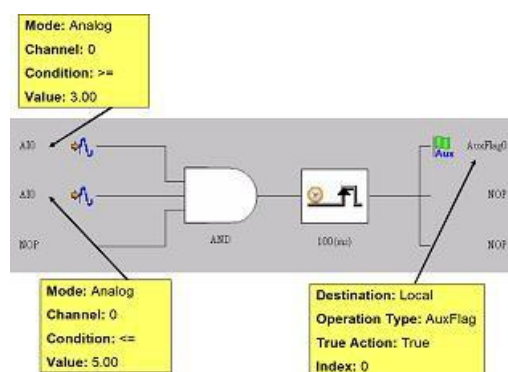 Mode: Analog
Channel: 0
Condition: >=
Value: 3.00
AI0
Aux
AuxFlag0
AI0
NOP
NOP
AND
100(ms)
NOP
Mode: Analog
Channel: 0
Condition: <=
Value: 5.00
Destination: Local
Operation Type: AuxFlag
True Action: True
Index: 0